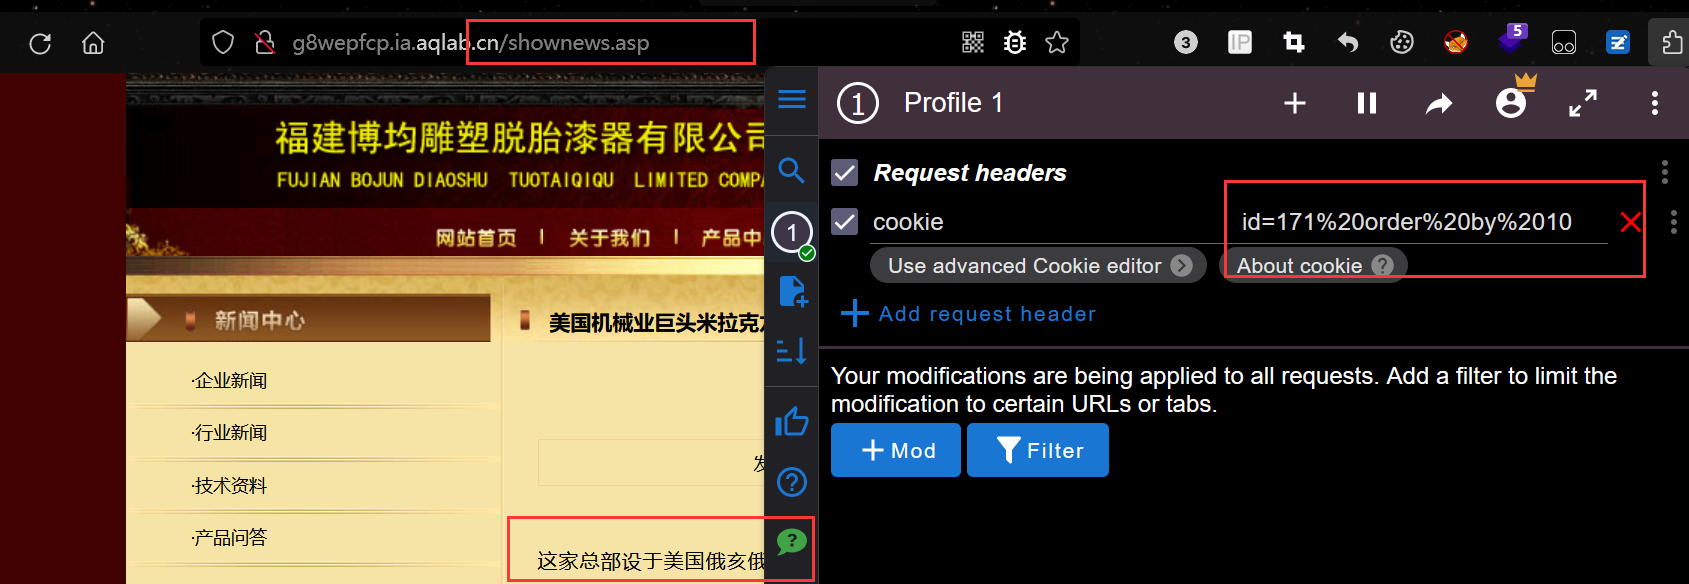 g8wepfcp.ia.aqlab.cn/shownews.asp
3
IP
5
福建博均雕塑脱胎漆器有限公司
FUJIAN BOJUN DIAOSHU TUOTAIQIQU LIMITED COMPA
网站首页 | 关于我们 | 产品中
新闻中心
·企业新闻
·行业新闻
·技术资料
·产品问答
美国机械业巨头米拉克
发
这家总部设于美国俄亥俄
1
1 Profile 1
Request headers
cookie id=171%20order%20by%2010
Use advanced Cookie editor
About cookie ?
Add request header
Your modifications are being applied to all requests. Add a filter to limit the
modification to certain URLs or tabs.
Mod
Filter
?
?